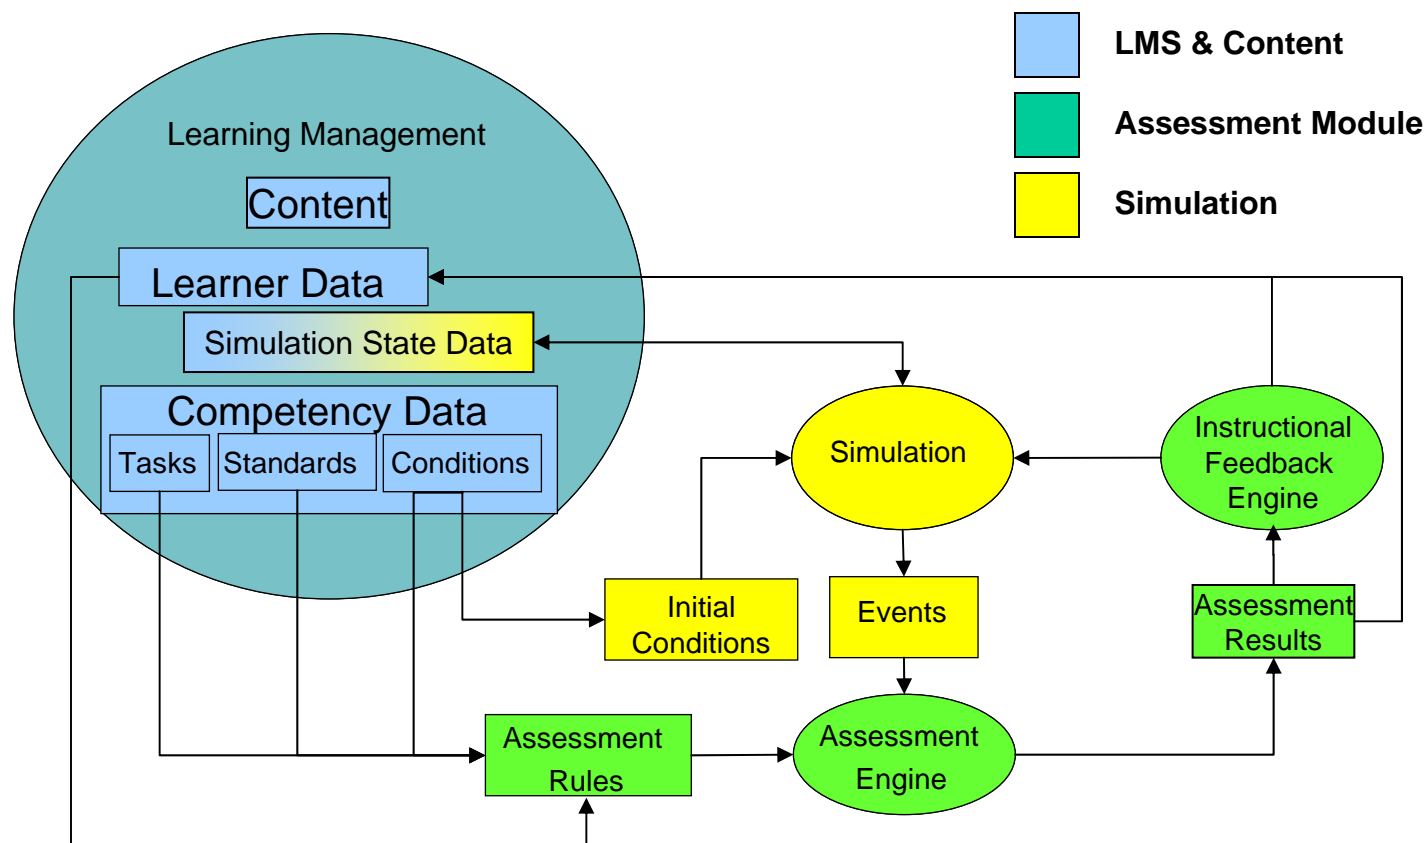 LMS & Content
Assessment Module
Simulation
Learning Management
Content
Learner Data
Simulation State Data
Competency Data
Tasks
Standards
Conditions
Simulation
Instructional
Feedback
Engine
Initial
Conditions
Events
Assessment
Results
Assessment
Rules
Assessment
Engine